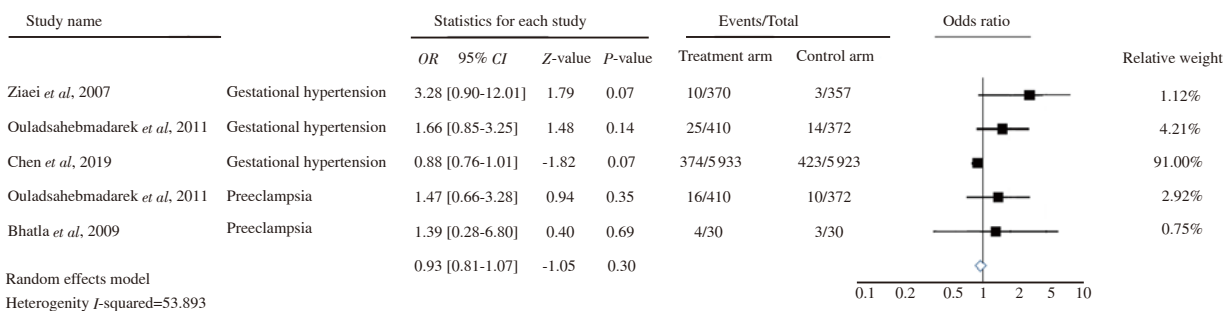 Study name Statistics for each study Events/Total Odds ratio
OR 95% CI Z-value P-value Treatment arm Control arm Relative weight
Ziaei et al, 2007 Gestational hypertension 3.28 [0.90-12.01] 1.79 0.07 10/370 3/357 1.12%
Ouladsahebmadarek et al, 2011 Gestational hypertension 1.66 [0.85-3.25] 1.48 0.14 25/410 14/372 4.21%
Chen et al, 2019 Gestational hypertension 0.88 [0.76-1.01] -1.82 0.07 374/5933 423/5923 91.00%
Ouladsahebmadarek et al, 2011 Preeclampsia 1.47 [0.66-3.28] 0.94 0.35 16/410 10/372 2.92%
Bhatla et al, 2009 Preeclampsia 1.39 [0.28-6.80] 0.40 0.69 4/30 3/30 0.75%
0.93 [0.81-1.07] -1.05 0.30
Random effects model
0.1 0.2 0.5 1 2 5 10
Heterogenity I-squared=53.893